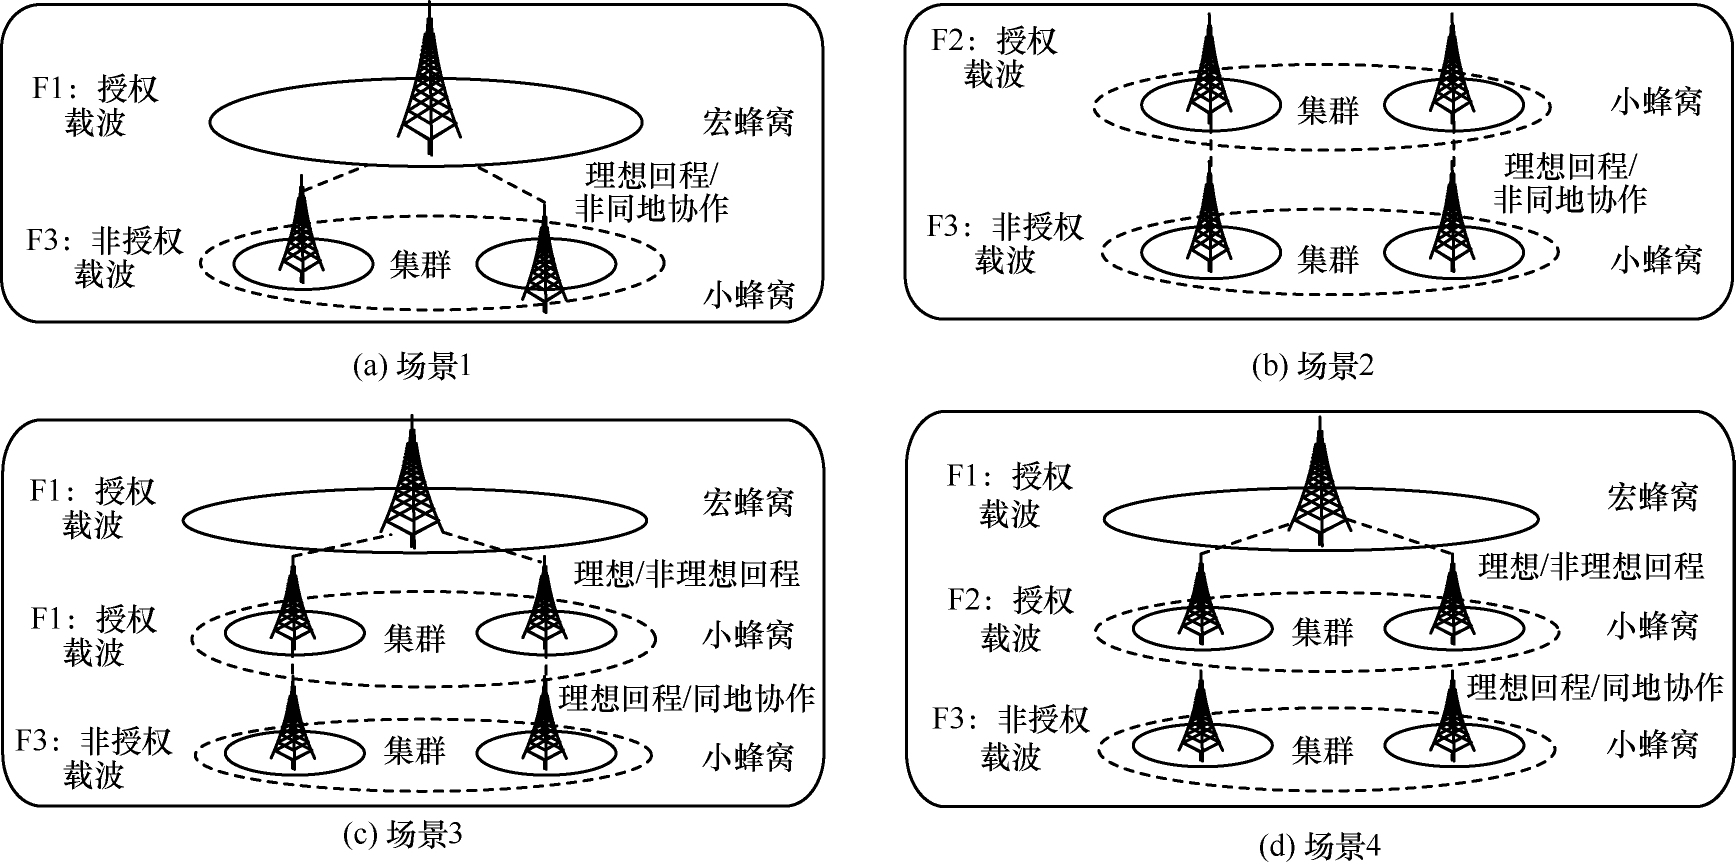 F1：授权
载波
宏蜂窝
理想回程/
非同地协作
F3：非授权
载波
集群
小蜂窝
(a) 场景1
F2：授权
载波
集群
小蜂窝
理想回程/
非同地协作
F3：非授权
载波
集群
小蜂窝
(b) 场景2
F1：授权
载波
宏蜂窝
理想/非理想回程
F1：授权
载波
集群
小蜂窝
理想回程/同地协作
F3：非授权
载波
集群
小蜂窝
(c) 场景3
F1：授权
载波
宏蜂窝
理想/非理想回程
F2：授权
载波
集群
小蜂窝
理想回程/同地协作
F3：非授权
载波
集群
小蜂窝
(d) 场景4